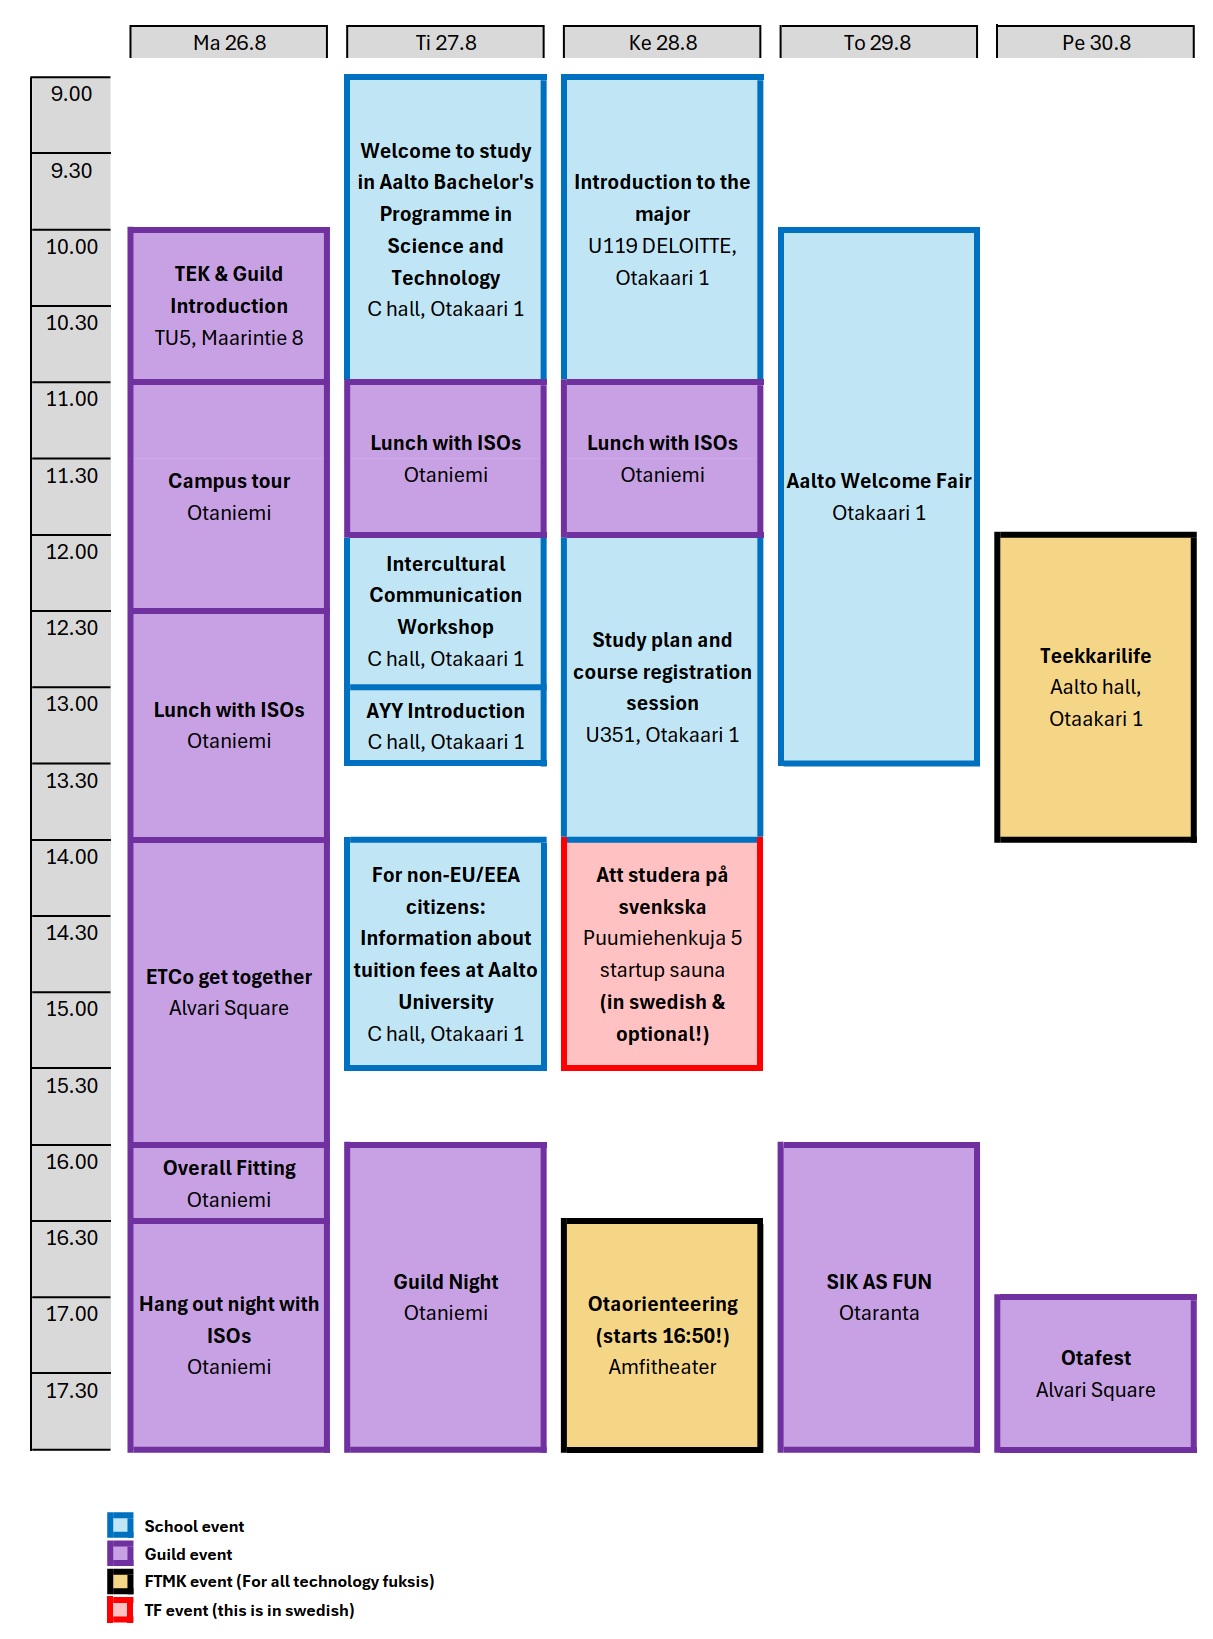 Ma 26.8
Ti 27.8
Ke 28.8
To 29.8
Pe 30.8
9.00
9.30
10.00
10.30
11.00
11.30
12.00
12.30
13.00
13.30
14.00
14.30
15.00
15.30
16.00
16.30
17.00
17.30
TEK & Guild
Introduction
TU5, Maarintie 8
Campus tour
Otaniemi
Lunch with ISOs
Otaniemi
ETCo get together
Alvari Square
Overall Fitting
Otaniemi
Hang out night with
ISOs
Otaniemi
Welcome to study
in Aalto Bachelor's
Programme in
Science and
Technology
C hall, Otakaari 1
Lunch with ISOs
Otaniemi
Intercultural
Communication
Workshop
C hall, Otakaari 1
AYY Introduction
C hall, Otakaari 1
For non-EU/EEA
citizens:
Information about
tuition fees at Aalto
University
C hall, Otakaari 1
Guild Night
Otaniemi
Introduction to the
major
U119 DELOITTE,
Otakaari 1
Lunch with ISOs
Otaniemi
Study plan and
course registration
session
U351, Otakaari 1
Att studera på
svenkska
Puumiehenkuja 5
startup sauna
(in swedish &
optional!)
Otaorienteering
(starts 16:50!)
Amfitheater
Aalto Welcome Fair
Otakaari 1
SIK AS FUN
Otaranta
Teekkarilife
Aalto hall,
Otaakari 1
Otafest
Alvari Square
School event
Guild event
FTMK event (For all technology fuksis)
TF event (this is in swedish)